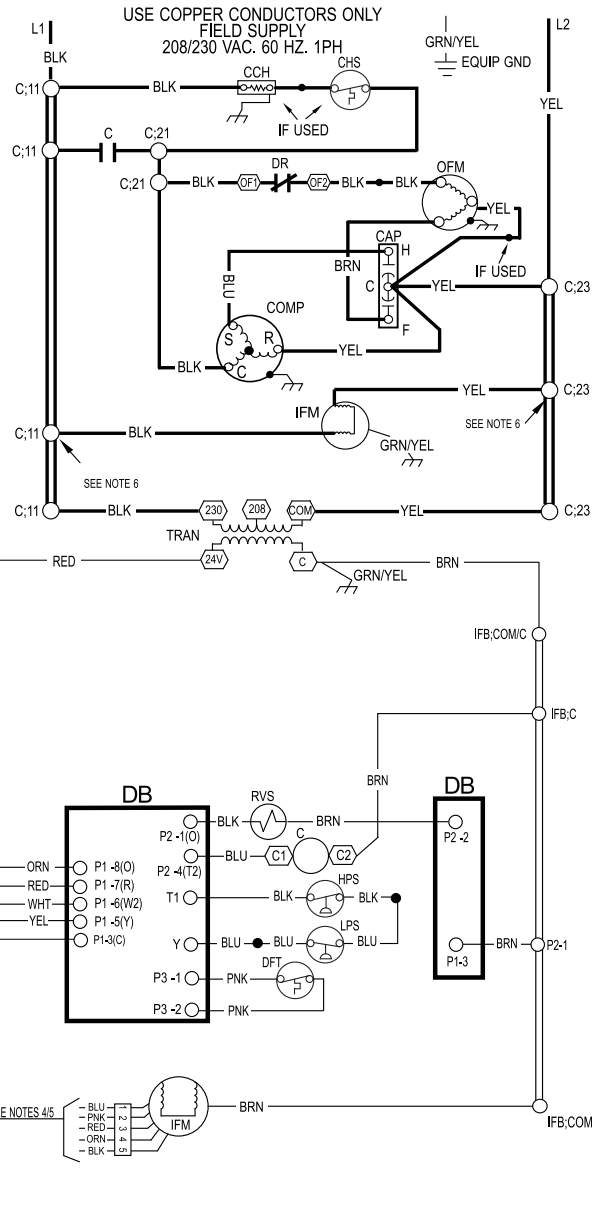 USE COPPER CONDUCTORS ONLY
FIELD SUPPLY
208/230 VAC. 60 HZ. 1PH
L1
L2
BLK
GRN/YEL
EQUIP GND
C;11
BLK
CCH
CHS
IF USED
YEL
C;11
C
C;21
C;21
BLK
OF1
DR
OF2
BLK
BLK
OFM
YEL
CAP
H
BRN
IF USED
BLU
C
YEL
C;23
COMP
S
R
F
YEL
BLK
C
YEL
C;23
IFM
SEE NOTE 6
C;11
BLK
GRN/YEL
SEE NOTE 6
C;11
BLK
230
208
COM
YEL
C;23
TRAN
RED
24V
C
BRN
GRN/YEL
IFB;COM/C
IFB;C
BRN
DB
DB
RVS
BLK
BRN
P2 -1(O)
C
P2 -2
BLU
C1
C2
P2 -4(T2)
ORN
P1 -8(O)
RED
P1 -7(R)
HPS
T1
BLK
BLK
WHT
P1 -6(W2)
YEL
P1 -5(Y)
LPS
P1-3(C)
Y
BLU
BLU
BLU
BRN
P2-1
P1-3
DFT
P3 -1
PNK
P3 -2
PNK
E NOTES 4/5
BLU
1
PNK
2
RED
3
ORN
4
BLK
5
IFM
BRN
IFB;COM